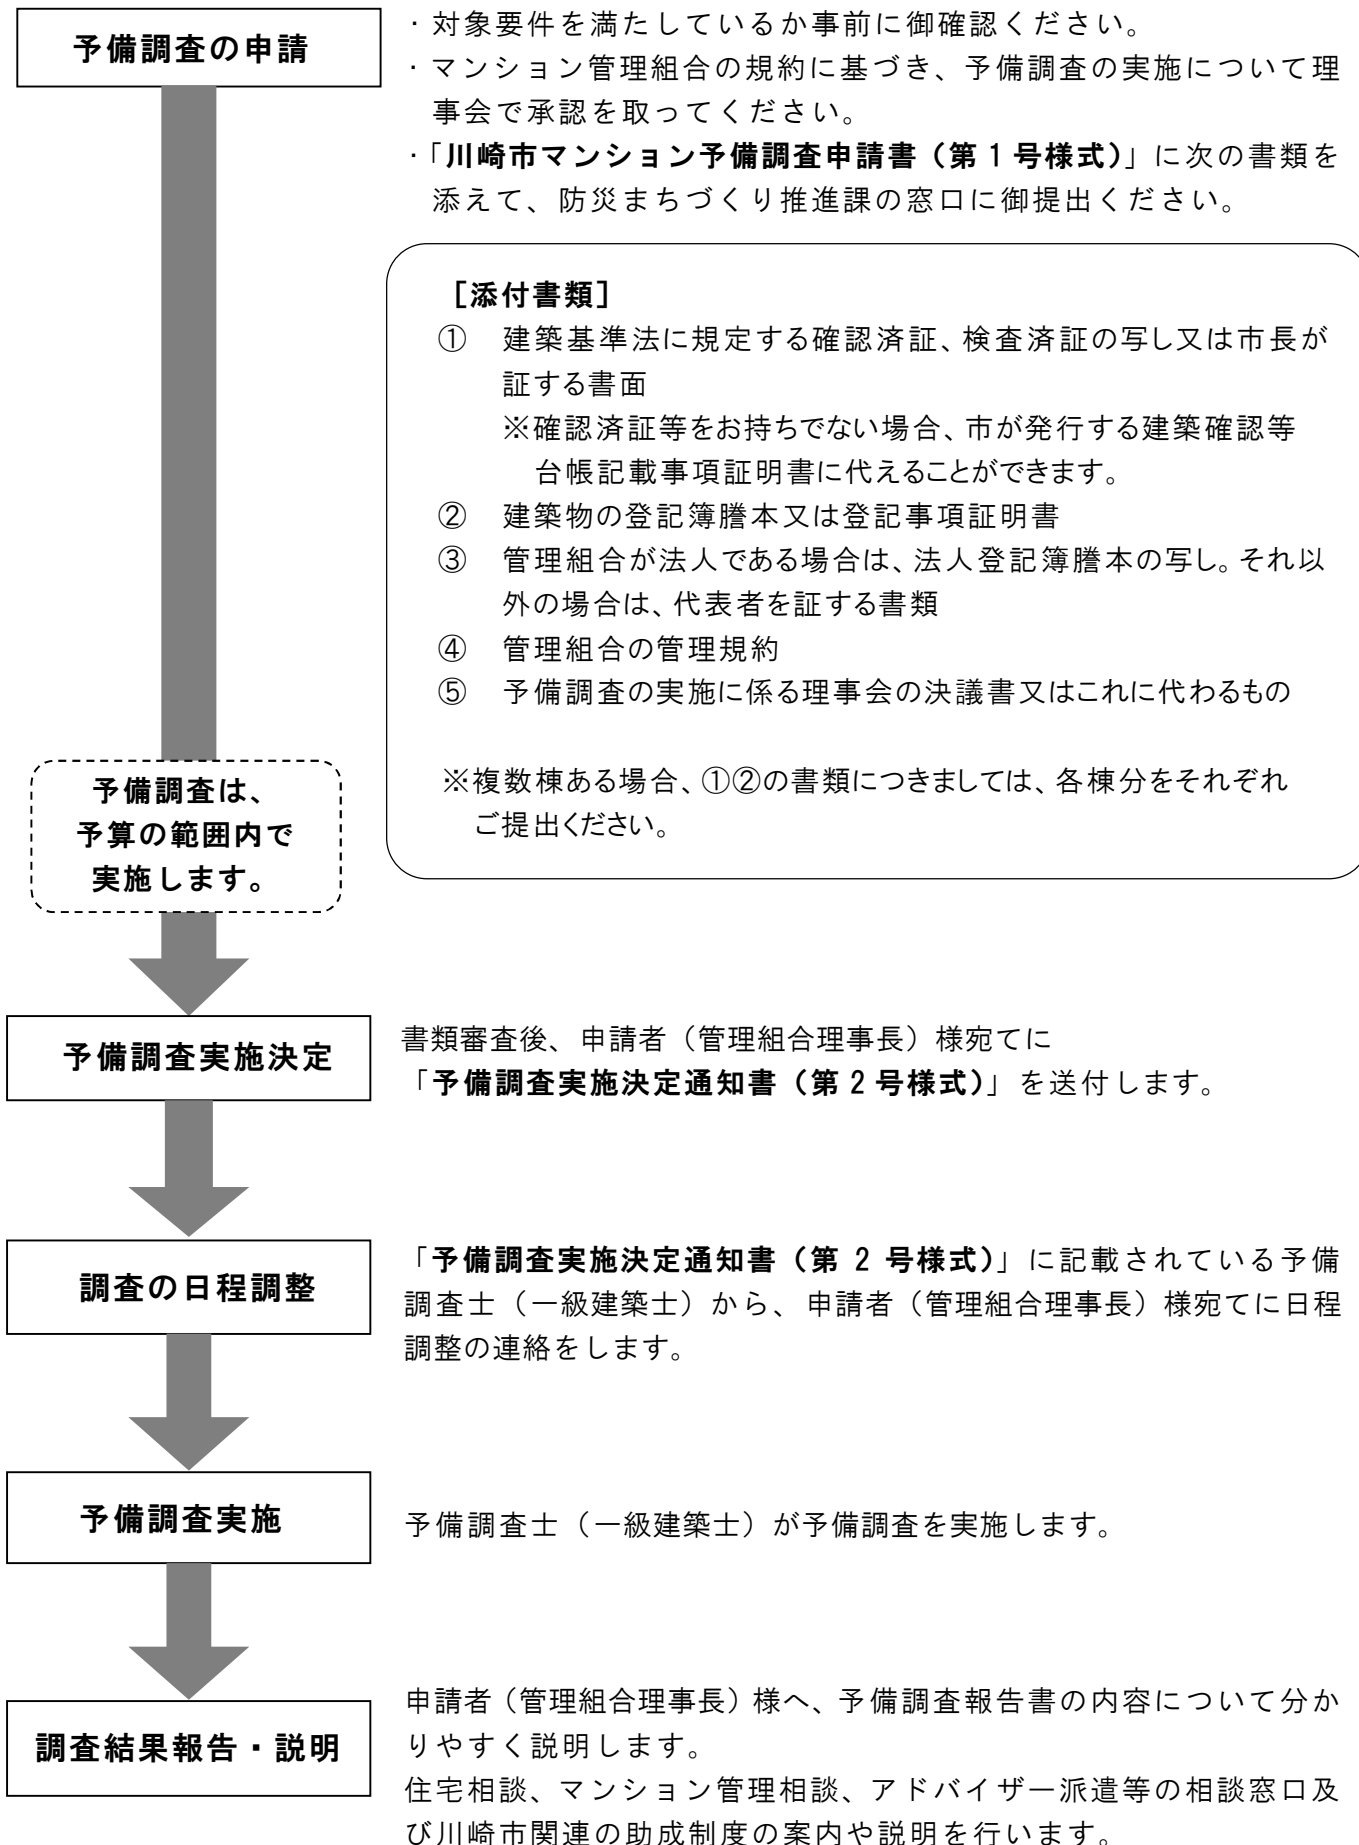 予備調査の申請
・対象要件を満たしているか事前に御確認ください。
・マンション管理組合の規約に基づき、予備調査の実施について理
事会で承認を取ってください。
・「川崎市マンション予備調査申請書（第１号様式）」に次の書類を
添えて、防災まちづくり推進課の窓口に御提出ください。
［添付書類］
① 建築基準法に規定する確認済証、検査済証の写し又は市長が
証する書面
※確認済証等をお持ちでない場合、市が発行する建築確認等
台帳記載事項証明書に代えることができます。
② 建築物の登記簿謄本又は登記事項証明書
③ 管理組合が法人である場合は、法人登記簿謄本の写し。それ以
外の場合は、代表者を証する書類
④ 管理組合の管理規約
⑤ 予備調査の実施に係る理事会の決議書又はこれに代わるもの
※複数棟ある場合、①②の書類につきましては、各棟分をそれぞれ
ご提出ください。
予備調査は、
予算の範囲内で
実施します。
予備調査実施決定
書類審査後、申請者（管理組合理事長）様宛てに
「予備調査実施決定通知書（第２号様式）」を送付します。
調査の日程調整
「予備調査実施決定通知書（第 2 号様式）」に記載されている予備
調査士（一級建築士）から、申請者（管理組合理事長）様宛てに日程
調整の連絡をします。
予備調査実施
予備調査士（一級建築士）が予備調査を実施します。
調査結果報告・説明
申請者（管理組合理事長）様へ、予備調査報告書の内容について分か
りやすく説明します。
住宅相談、マンション管理相談、アドバイザー派遣等の相談窓口及
び川崎市関連の助成制度の案内や説明を行います。